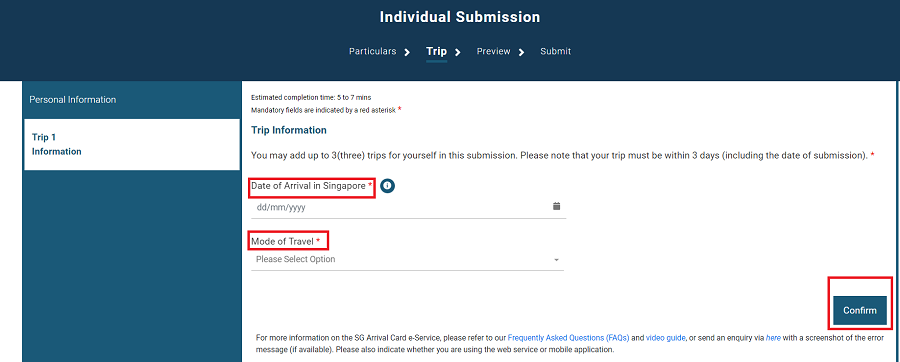 Individual Submission
Particulars > Trip > Preview > Submit
Personal Information
Trip 1
Information
Estimated completion time: 5 to 7 mins
Mandatory fields are indicated by a red asterisk *
Trip Information
You may add up to 3(three) trips for yourself in this submission. Please note that your trip must be within 3 days (including the date of submission). *
Date of Arrival in Singapore *
dd/mm/yyyy
Mode of Travel *
Please Select Option
Confirm
For more information on the SG Arrival Card e-Service, please refer to our Frequently Asked Questions (FAQs) and video guide, or send an enquiry via here with a screenshot of the error
message (if available). Please also indicate whether you are using the web service or mobile application.